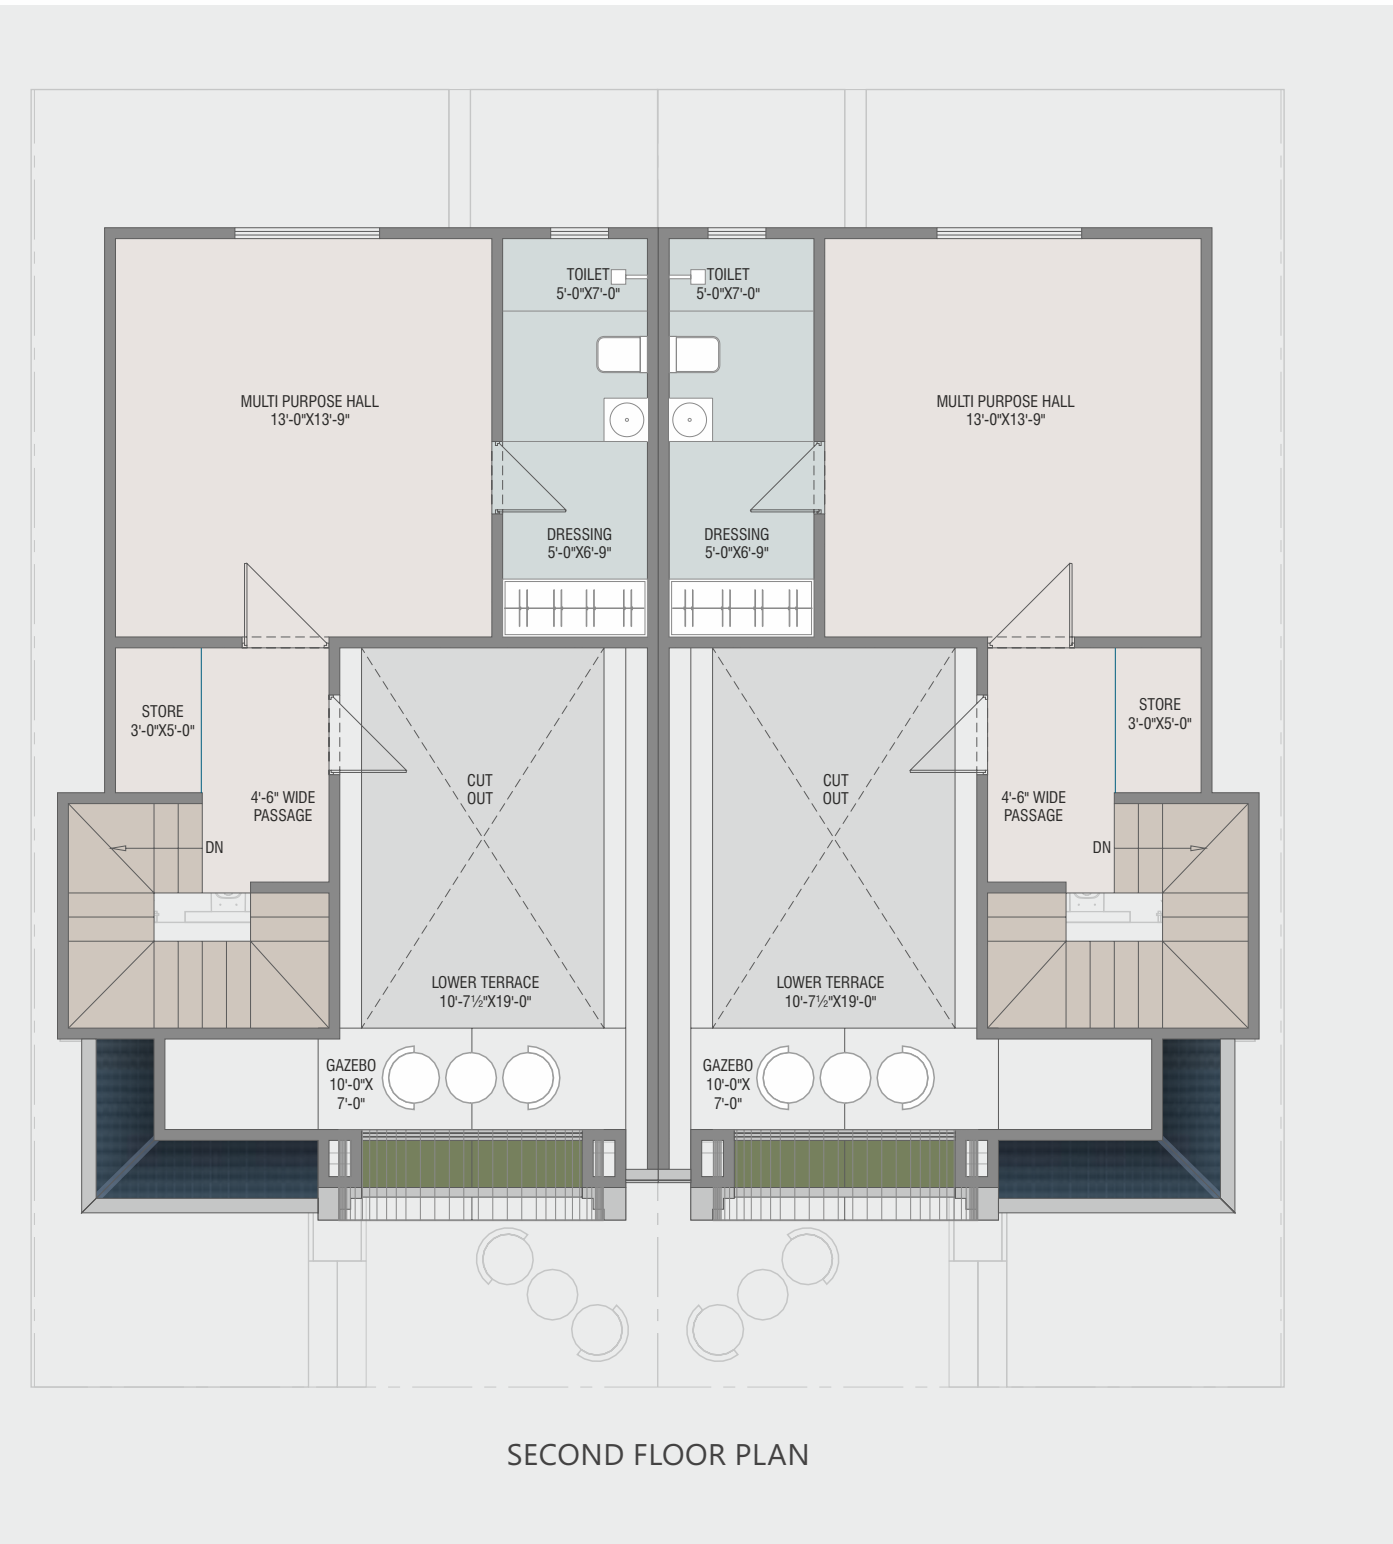 TOILET
5'-0"X7'-0"
TOILET
5'-0"X7'-0"
MULTI PURPOSE HALL
13'-0"X13'-9"
MULTI PURPOSE HALL
13'-0"X13'-9"
DRESSING
5'-0"X6'-9"
DRESSING
5'-0"X6'-9"
STORE
3'-0"X5'-0"
STORE
3'-0"X5'-0"
CUT
OUT
CUT
OUT
4'-6" WIDE
PASSAGE
4'-6" WIDE
PASSAGE
DN
DN
LOWER TERRACE
10'-7½"X19'-0"
LOWER TERRACE
10'-7½"X19'-0"
GAZEBO
10'-0"X
7'-0"
GAZEBO
10'-0"X
7'-0"
SECOND FLOOR PLAN